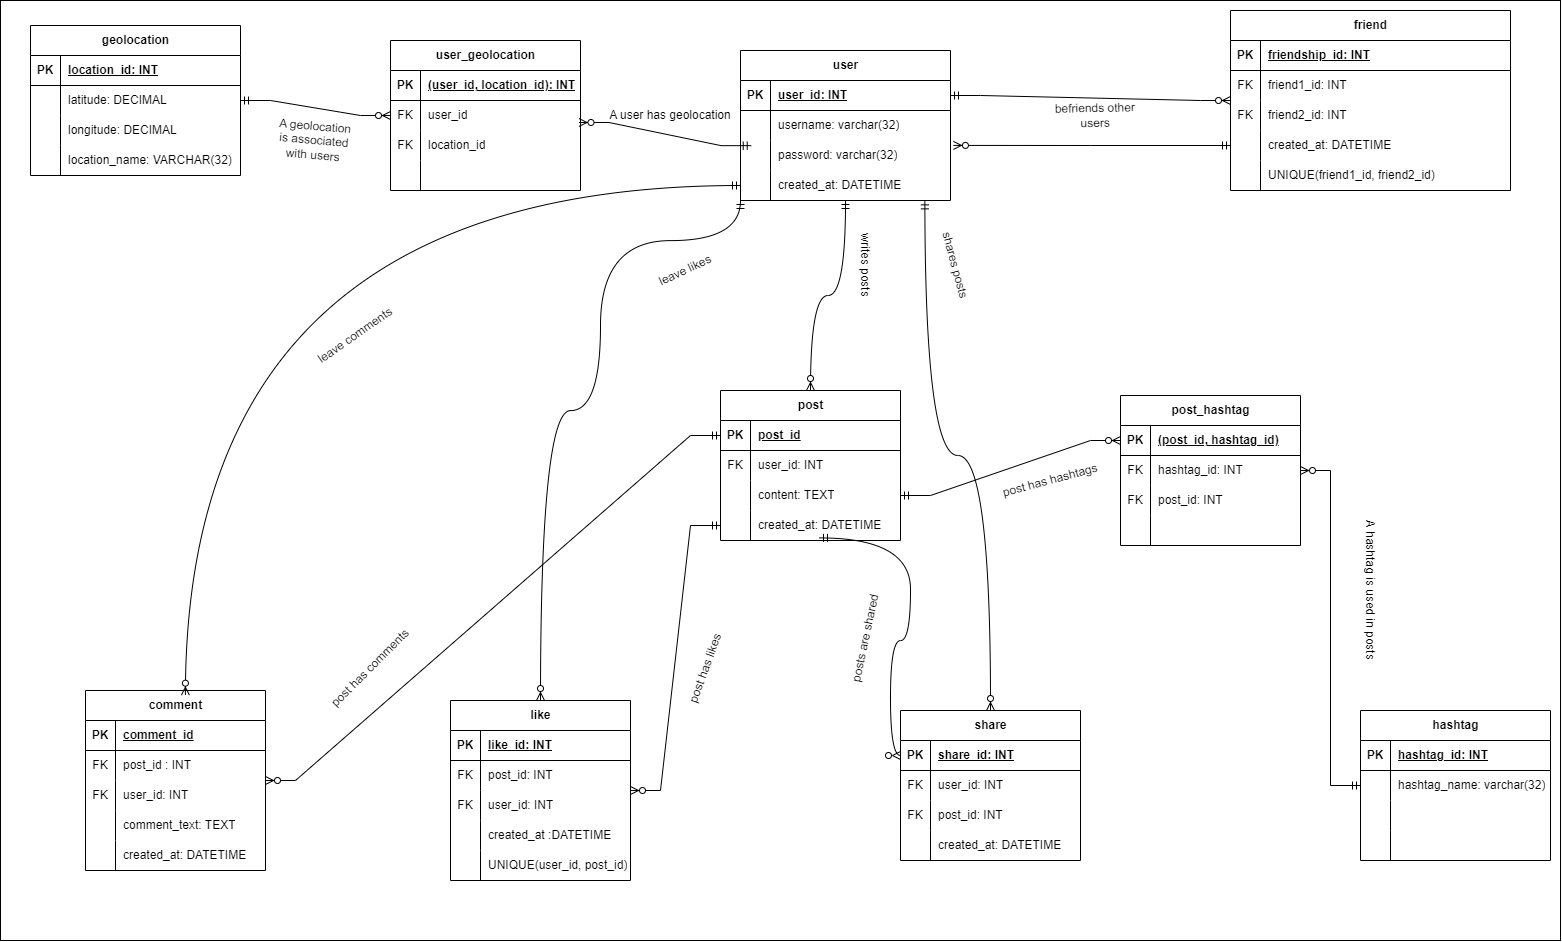 geolocation
PK location_id: INT
latitude: DECIMAL
longitude: DECIMAL
location_name: VARCHAR(32)
A geolocation
is associated
with users
user_geolocation
PK (user_id, location_id): INT
FK user_id
FK location_id
A user has geolocation
user
PK user_id: INT
username: varchar(32)
password: varchar(32)
created_at: DATETIME
befriends other
users
friend
PK friendship_id: INT
FK friend1_id: INT
FK friend2_id: INT
created_at: DATETIME
UNIQUE(friend1_id, friend2_id)
leave comments
leave likes
writes posts
shares posts
post
PK post_id
FK user_id: INT
content: TEXT
created_at: DATETIME
post has hashtags
post_hashtag
PK (post_id, hashtag_id)
FK hashtag_id: INT
FK post_id: INT
A hashtag is used in posts
post has comments
post has likes
posts are shared
comment
PK comment_id
FK post_id : INT
FK user_id: INT
comment_text: TEXT
created_at: DATETIME
like
PK like_id: INT
FK post_id: INT
FK user_id: INT
created_at :DATETIME
UNIQUE(user_id, post_id)
share
PK share_id: INT
FK user_id: INT
FK post_id: INT
created_at: DATETIME
hashtag
PK hashtag_id: INT
hashtag_name: varchar(32)